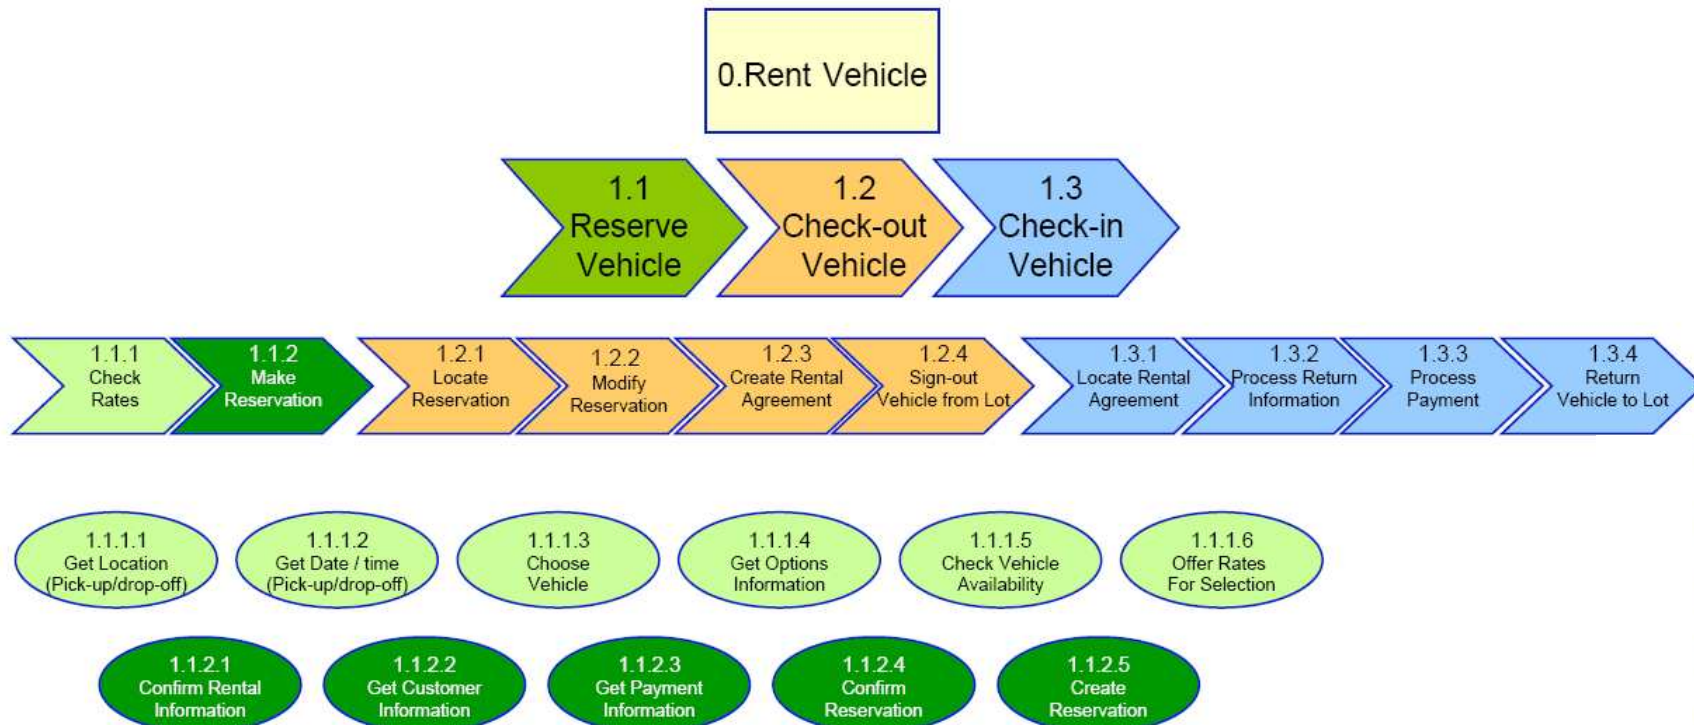 0.Rent Vehicle
1.1
Reserve
Vehicle
1.2
Check-out
Vehicle
1.3
Check-in
Vehicle
1.1.1
Check
Rates
1.1.2
Make
Reservation
1.2.1
Locate
Reservation
1.2.2
Modify
Reservation
1.2.3
Create Rental
Agreement
1.2.4
Sign-out
Vehicle from Lot
1.3.1
Locate Rental
Agreement
1.3.2
Process Return
Information
1.3.3
Process
Payment
1.3.4
Return
Vehicle to Lot
1.1.1.1
Get Location
(Pick-up/drop-off)
1.1.1.2
Get Date / time
(Pick-up/drop-off)
1.1.1.3
Choose
Vehicle
1.1.1.4
Get Options
Information
1.1.1.5
Check Vehicle
Availability
1.1.1.6
Offer Rates
For Selection
1.1.2.1
Confirm Rental
Information
1.1.2.2
Get Customer
Information
1.1.2.3
Get Payment
Information
1.1.2.4
Confirm
Reservation
1.1.2.5
Create
Reservation